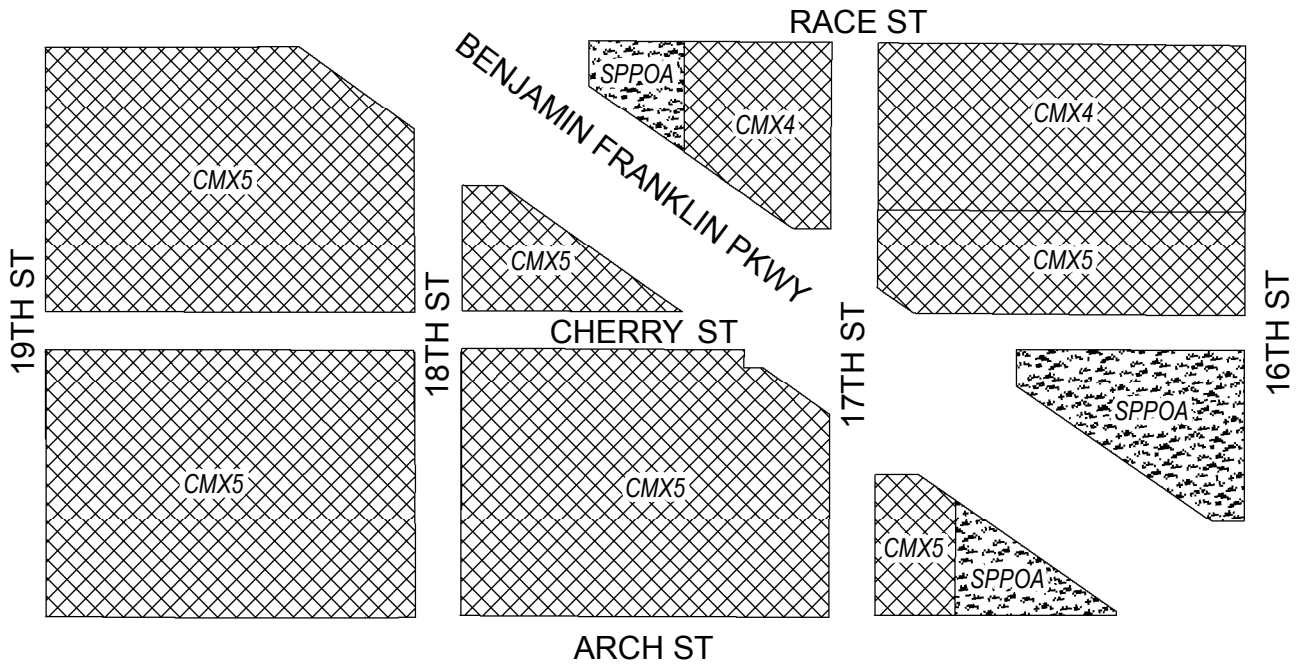 RACE ST
BENJAMIN FRANKLIN PKWY
SPPOA
CMX4
CMX4
CMX5
CMX5
CMX5
19TH ST
18TH ST
CHERRY ST
17TH ST
16TH ST
SPPOA
CMX5
CMX5
CMX5
SPPOA
ARCH ST